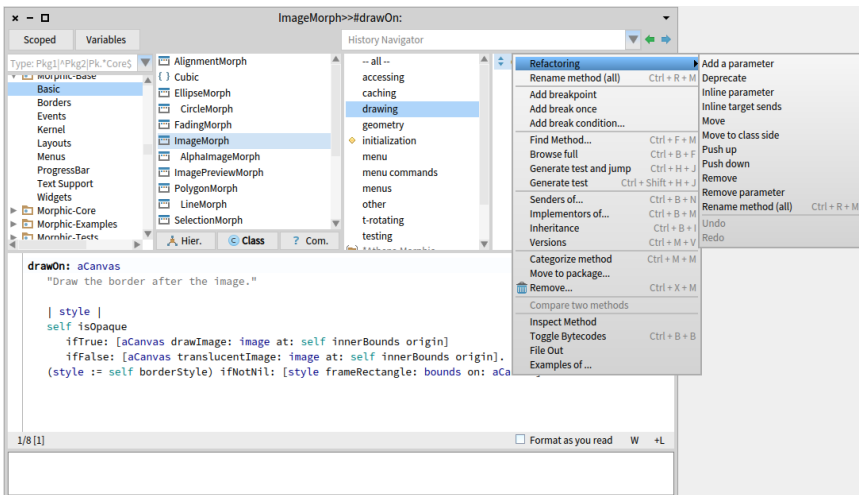 ImageMorph>>#drawOn:
Scoped Variables
History Navigator
Type: Pkg1|^Pkg2|Pk.*Core$
Morphic-Base
Basic
Borders
Events
Kernel
Layouts
Menus
ProgressBar
Text Support
Widgets
Morphic-Core
Morphic-Examples
Morphic-Tests
AlignmentMorph
{ } Cubic
EllipseMorph
CircleMorph
FadingMorph
ImageMorph
AlphaImageMorph
ImagePreviewMorph
PolygonMorph
LineMorph
SelectionMorph
Hier. Class ? Com.
-- all --
accessing
caching
drawing
geometry
initialization
menu
menu commands
menus
other
t-rotating
testing
Refactoring
Rename method (all) Ctrl + R + M
Add breakpoint
Add break once
Add break condition...
Find Method... Ctrl + F + M
Browse full Ctrl + B + F
Generate test and jump Ctrl + H + J
Generate test Ctrl + Shift + H + J
Senders of... Ctrl + B + N
Implementors of... Ctrl + B + M
Inheritance Ctrl + B + I
Versions Ctrl + M + V
Categorize method Ctrl + M + M
Move to package...
Remove... Ctrl + X + M
Compare two methods
Inspect Method
Toggle Bytecodes Ctrl + B + B
File Out
Examples of ...
Add a parameter
Deprecate
Inline parameter
Inline target sends
Move
Move to class side
Push up
Push down
Remove
Remove parameter
Rename method (all) Ctrl + R + M
Undo
Redo
drawOn: aCanvas
"Draw the border after the image."
| style |
self isOpaque
ifTrue: [aCanvas drawImage: image at: self innerBounds origin]
ifFalse: [aCanvas translucentImage: image at: self innerBounds origin].
(style := self borderStyle) ifNotNil: [style frameRectangle: bounds on: aCa
1/8 [1] Format as you read W +L